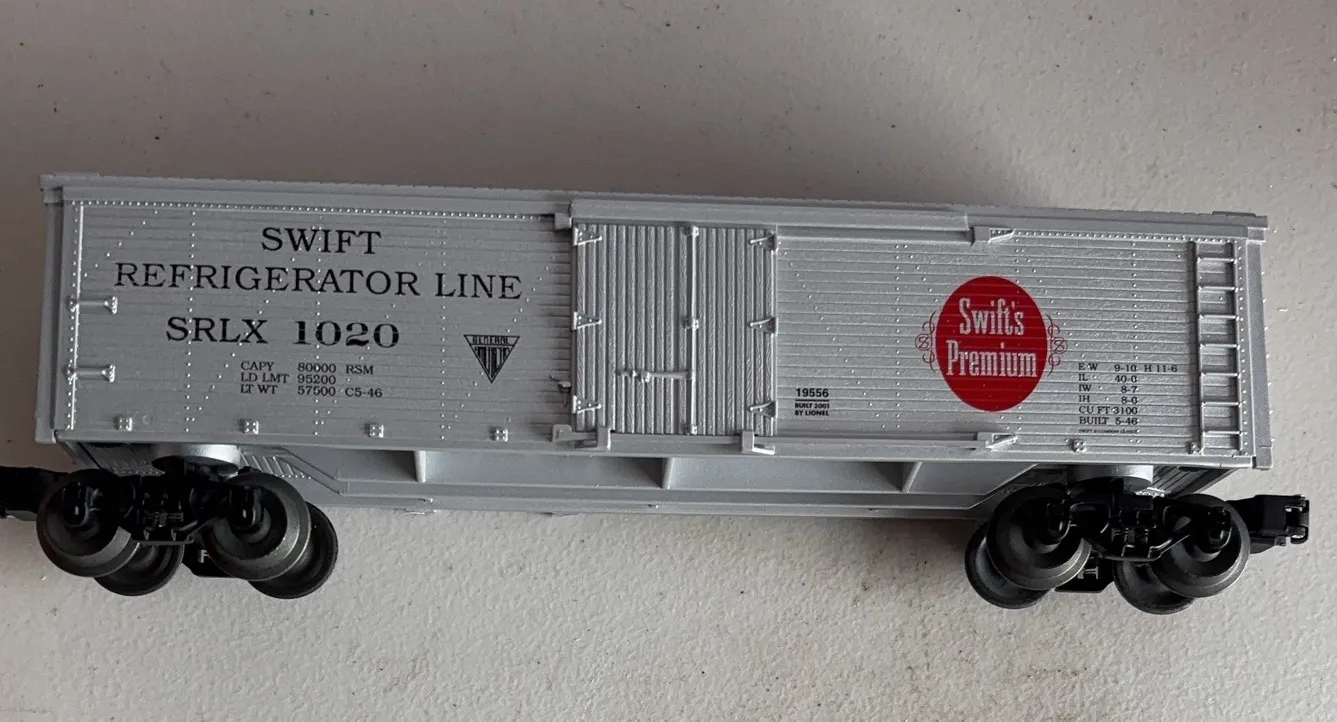 SWIFT
REFRIGERATOR LINE
SRLX 1020
GENERAL
CAPY 80000 RSM
LD LMT 95200
LT WT 57500 C5-46
19556
BUILT 2001
BY LIONEL
Swift's
Premium
EW 9-10 H 11-6
IL 40-0
IW 8-7
IH 8-0
CU FT 3100
BUILT 5-46